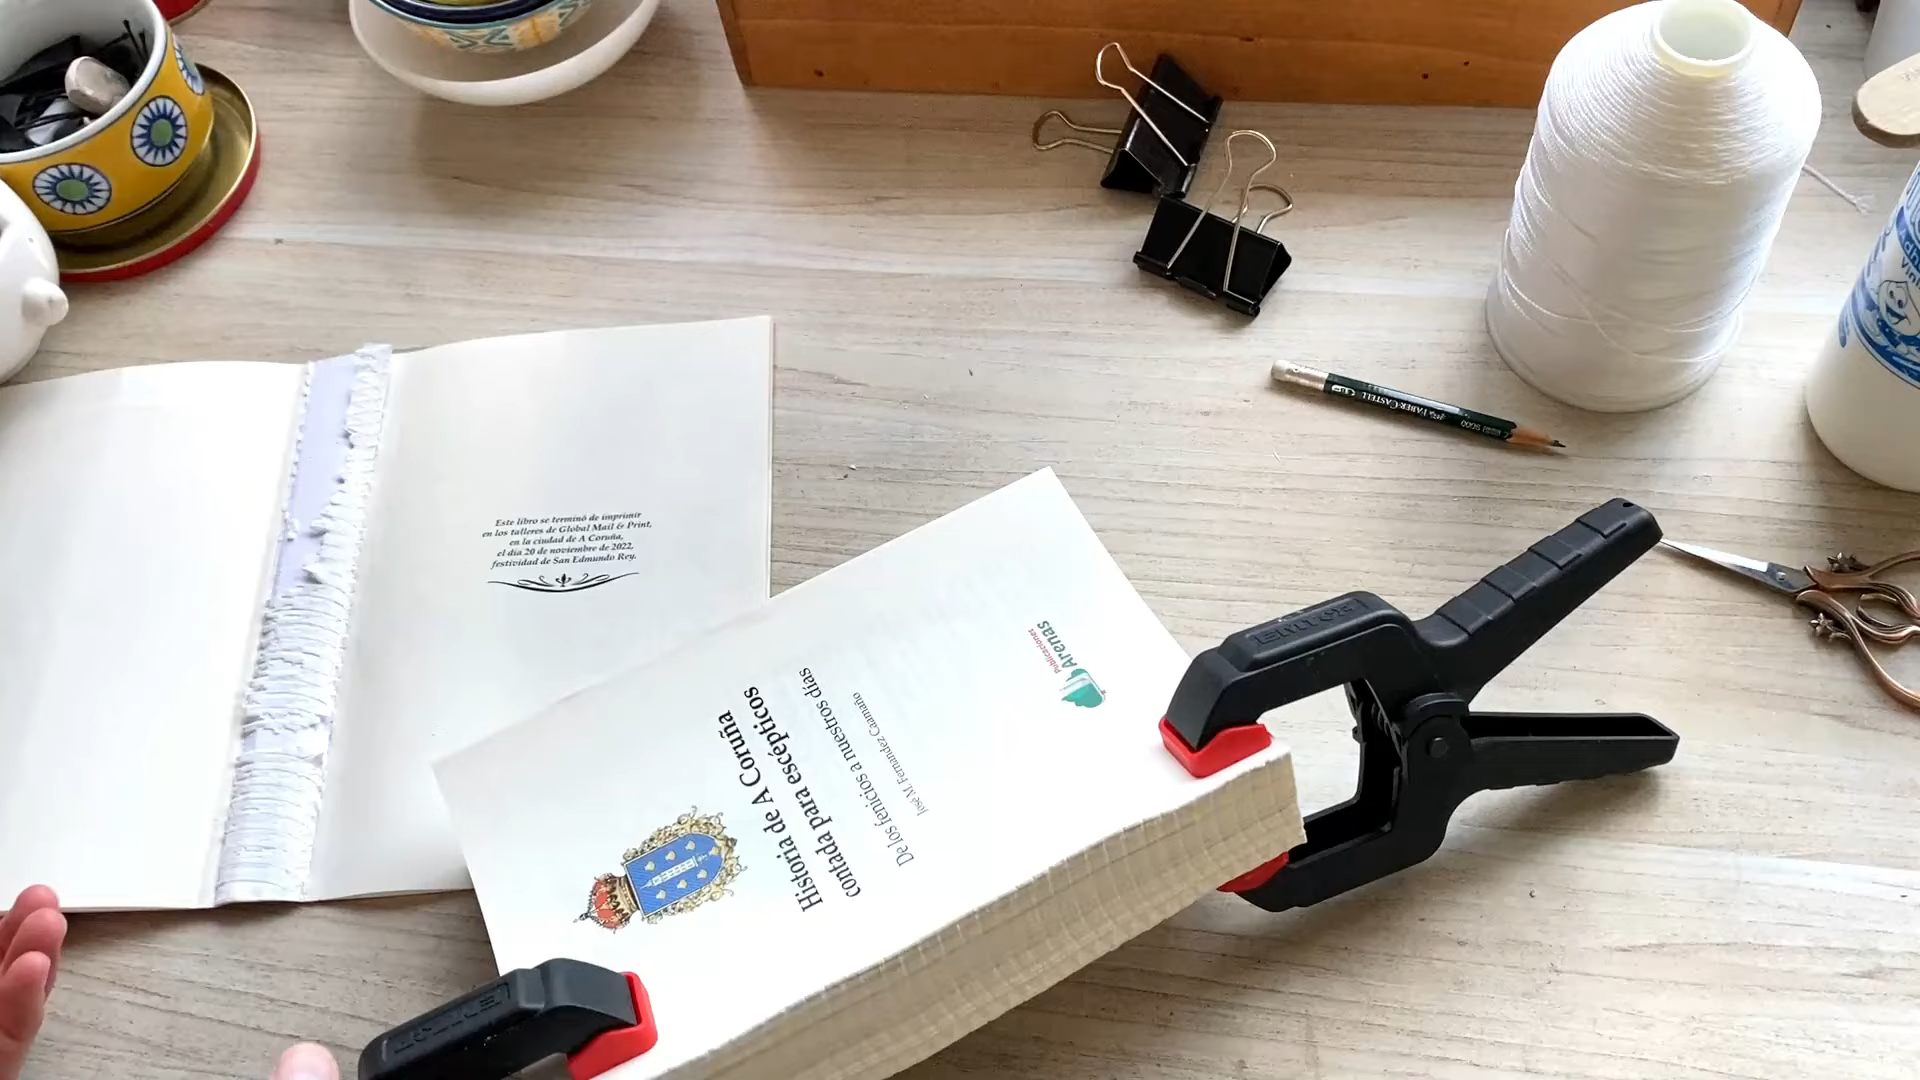 Este libro se terminó de imprimir
en los talleres de Global Mail & Print,
en la ciudad de A Coruña,
el día 20 de noviembre de 2022,
festividad de San Edmundo Rey.
Historia de A Coruña
contada para escépticos
De los fenicios a nuestros días
José M. Fernández Caamaño
Publicaciones
Arenas
FABER-CASTELL 9000